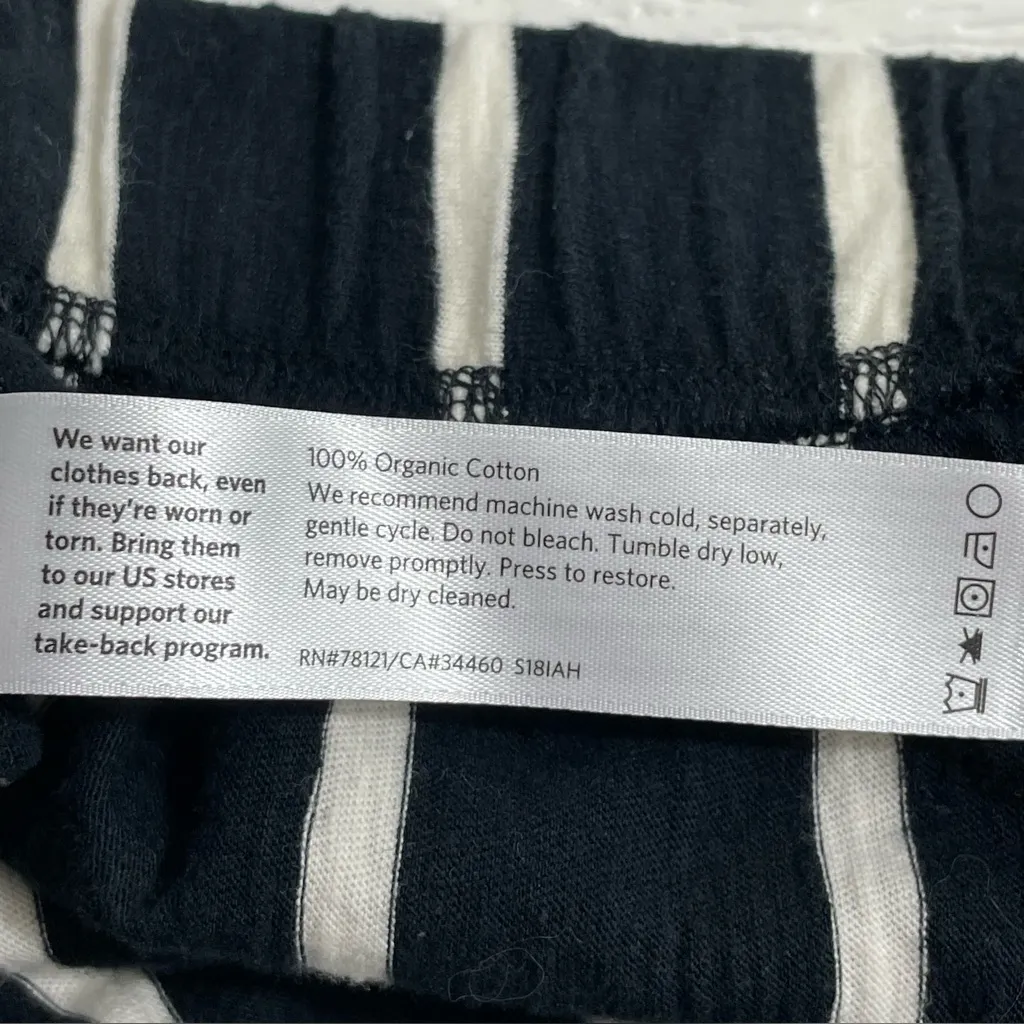 We want our
clothes back, even
if they're worn or
torn. Bring them
to our US stores
and support our
take-back program.
100% Organic Cotton
We recommend machine wash cold, separately,
gentle cycle. Do not bleach. Tumble dry low,
remove promptly. Press to restore.
May be dry cleaned.
RN#78121/CA#34460 S18IAH